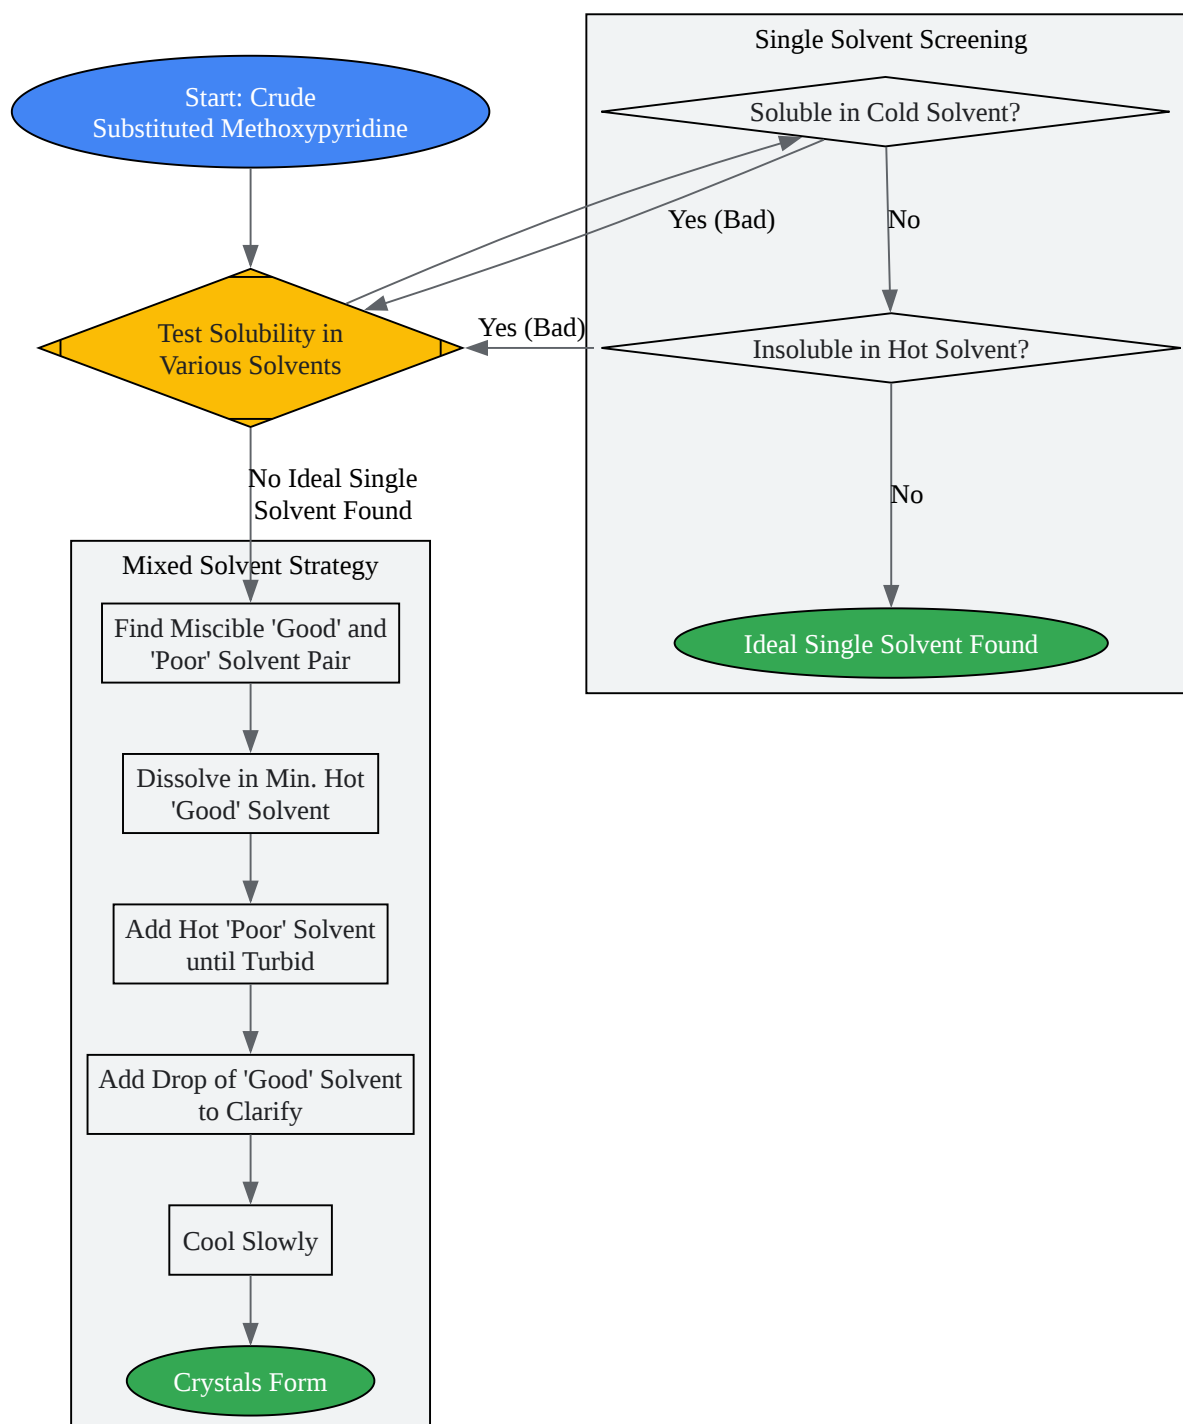 Single Solvent Screening
Start: Crude
Substituted Methoxypyridine
Soluble in Cold Solvent?
Yes (Bad)
No
Test Solubility in
Various Solvents
Yes (Bad)
Insoluble in Hot Solvent?
No Ideal Single
Solvent Found
No
Mixed Solvent Strategy
Find Miscible 'Good' and
'Poor' Solvent Pair
Ideal Single Solvent Found
Dissolve in Min. Hot
'Good' Solvent
Add Hot 'Poor' Solvent
until Turbid
Add Drop of 'Good' Solvent
to Clarify
Cool Slowly
Crystals Form